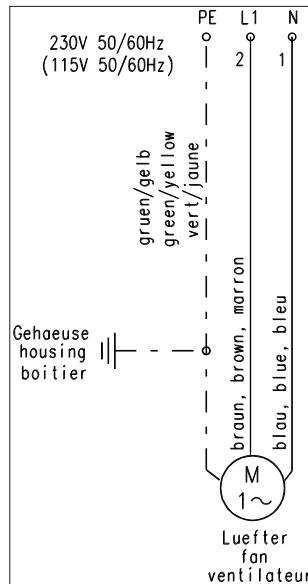 PE L1 N
230V 50/60Hz
(115V 50/60Hz)
2 1
gruen/gelb
green/yellow
vert/jaune
braun, brown, marron
blau, blue, bleu
Gehaeuse
housing
boitier
M
1~
Luefter
fan
ventilateur